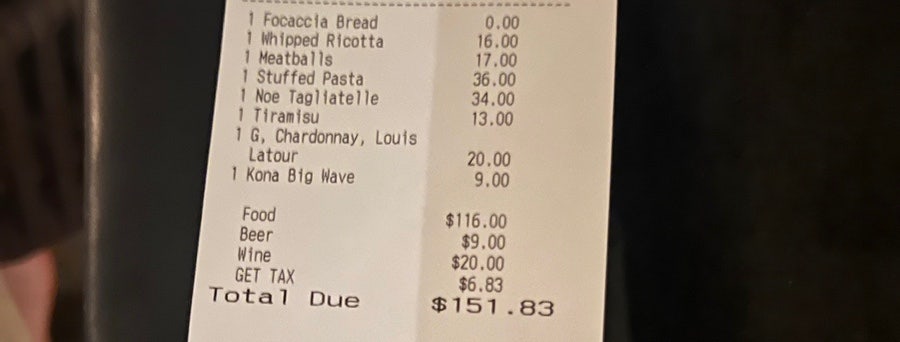 1 Focaccia Bread 0.00
1 Whipped Ricotta 16.00
1 Meatballs 17.00
1 Stuffed Pasta 36.00
1 Noe Tagliatelle 34.00
1 Tiramisu 13.00
1 G, Chardonnay, Louis
Latour 20.00
1 Kona Big Wave 9.00
Food $116.00
Beer $9.00
Wine $20.00
GET TAX $6.83
Total Due $151.83